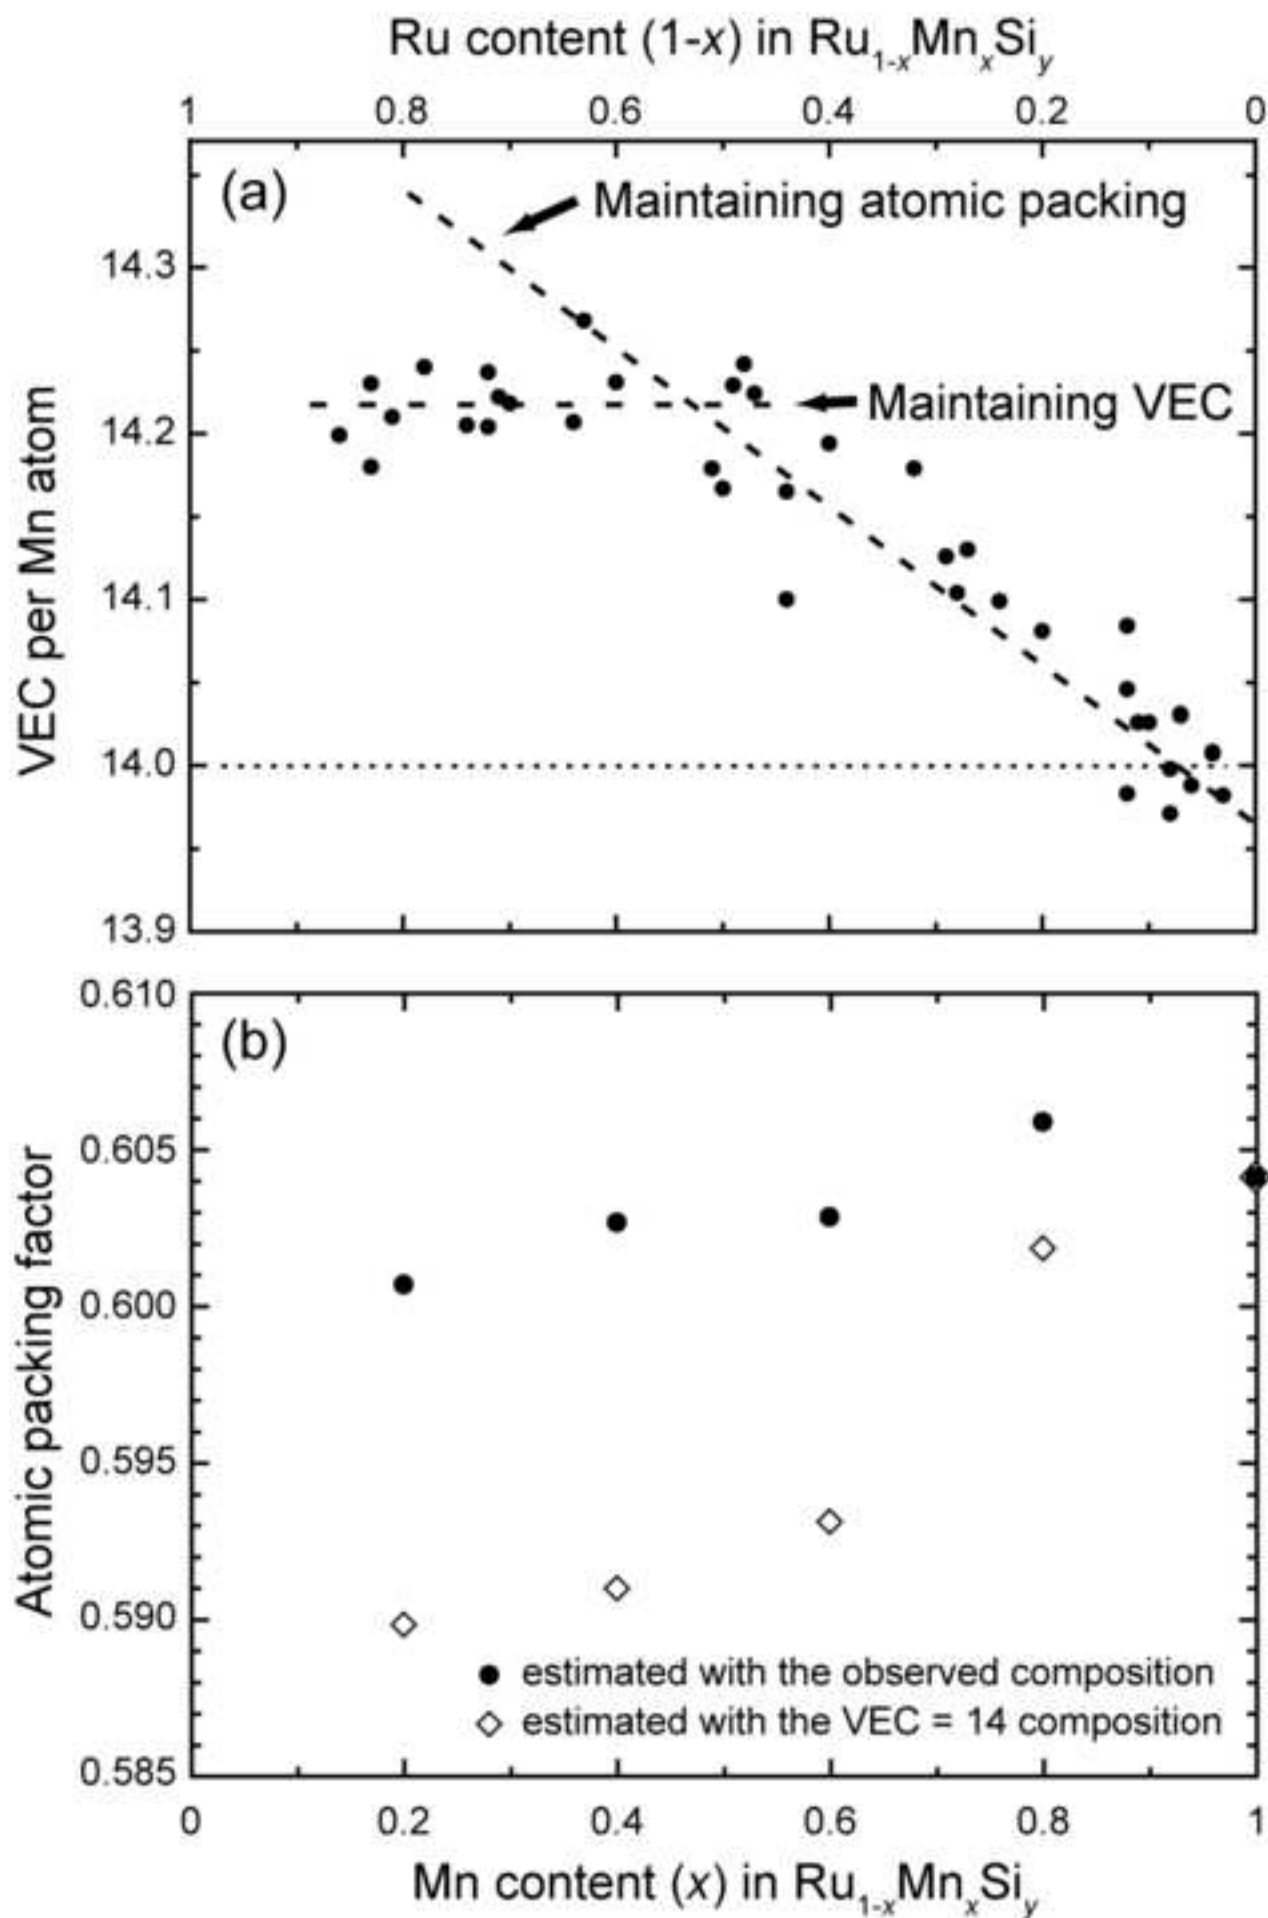 Ru content (1-x) in Ru1-xMnxSiy
1 0.8 0.6 0.4 0.2 0
(a)
Maintaining atomic packing
14.3
Maintaining VEC
14.2
14.1
14.0
13.9
VEC per Mn atom
0.610
(b)
0.605
0.600
0.595
0.590
0.585
Atomic packing factor
estimated with the observed composition
estimated with the VEC = 14 composition
0 0.2 0.4 0.6 0.8 1
Mn content (x) in Ru1-xMnxSiy